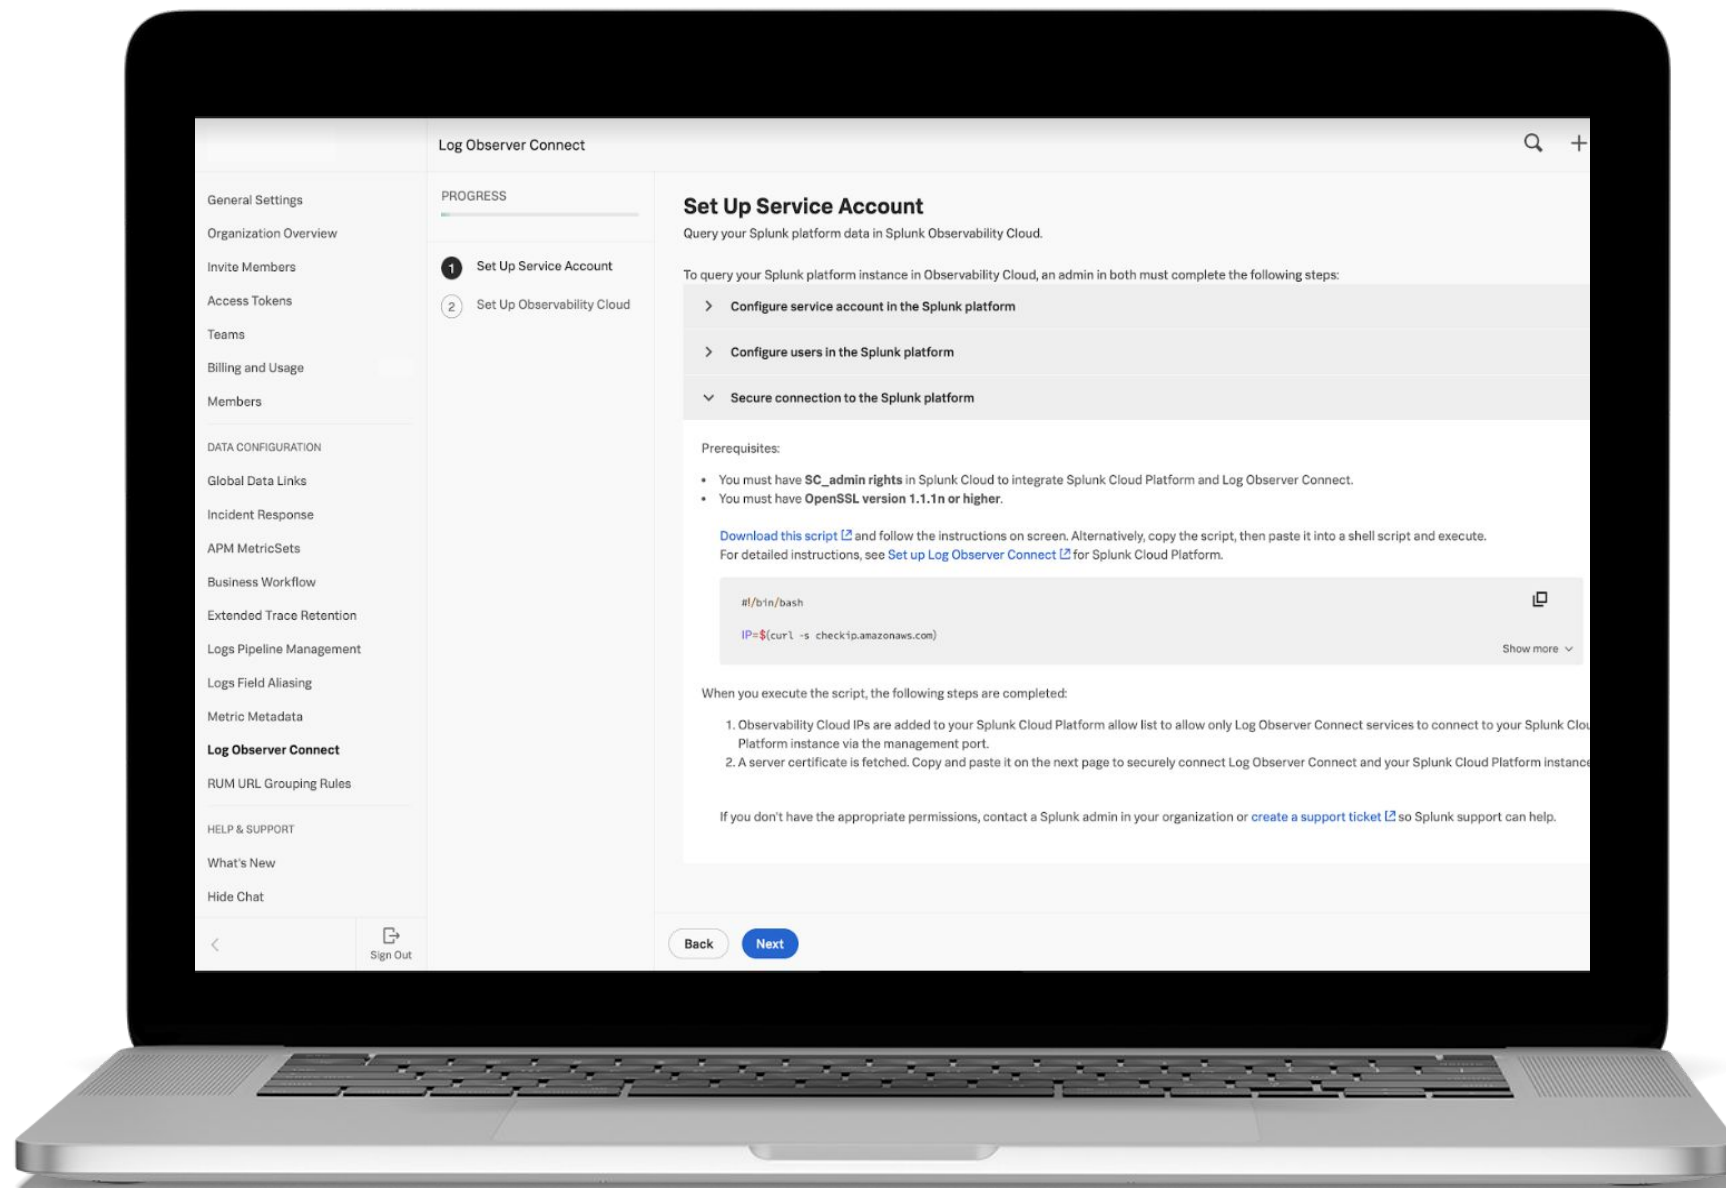 Log Observer Connect
General Settings
Organization Overview
Invite Members
Access Tokens
Teams
Billing and Usage
Members
DATA CONFIGURATION
Global Data Links
Incident Response
APM MetricSets
Business Workflow
Extended Trace Retention
Logs Pipeline Management
Logs Field Aliasing
Metric Metadata
Log Observer Connect
RUM URL Grouping Rules
HELP & SUPPORT
What's New
Hide Chat
Sign Out
PROGRESS
1 Set Up Service Account
2 Set Up Observability Cloud
Set Up Service Account
Query your Splunk platform data in Splunk Observability Cloud.
To query your Splunk platform instance in Observability Cloud, an admin in both must complete the following steps:
Configure service account in the Splunk platform
Configure users in the Splunk platform
Secure connection to the Splunk platform
Prerequisites:
• You must have SC_admin rights in Splunk Cloud to integrate Splunk Cloud Platform and Log Observer Connect.
• You must have OpenSSL version 1.1.1n or higher.
Download this script and follow the instructions on screen. Alternatively, copy the script, then paste it into a shell script and execute.
For detailed instructions, see Set up Log Observer Connect for Splunk Cloud Platform.
#!/bin/bash
IP=$(curl -s checkip.amazonaws.com)
Show more
When you execute the script, the following steps are completed:
1. Observability Cloud IPs are added to your Splunk Cloud Platform allow list to allow only Log Observer Connect services to connect to your Splunk Clou
Platform instance via the management port.
2. A server certificate is fetched. Copy and paste it on the next page to securely connect Log Observer Connect and your Splunk Cloud Platform instance
If you don't have the appropriate permissions, contact a Splunk admin in your organization or create a support ticket so Splunk support can help.
Back
Next